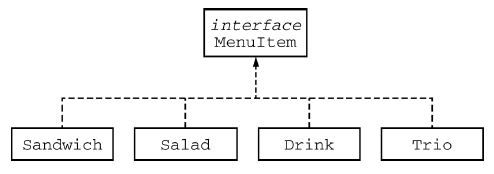 interface
MenuItem
Sandwich
Salad
Drink
Trio